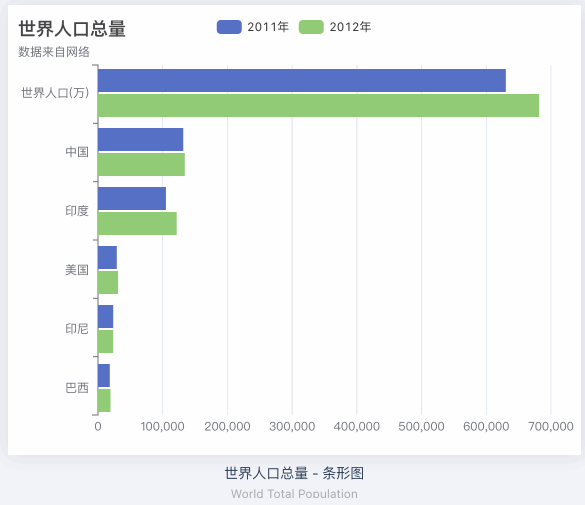 世界人口总量
2011年 2012年
数据来自网络
世界人口(万)
中国
印度
美国
印尼
巴西
0 100,000 200,000 300,000 400,000 500,000 600,000 700,000
世界人口总量 - 条形图
World Total Population